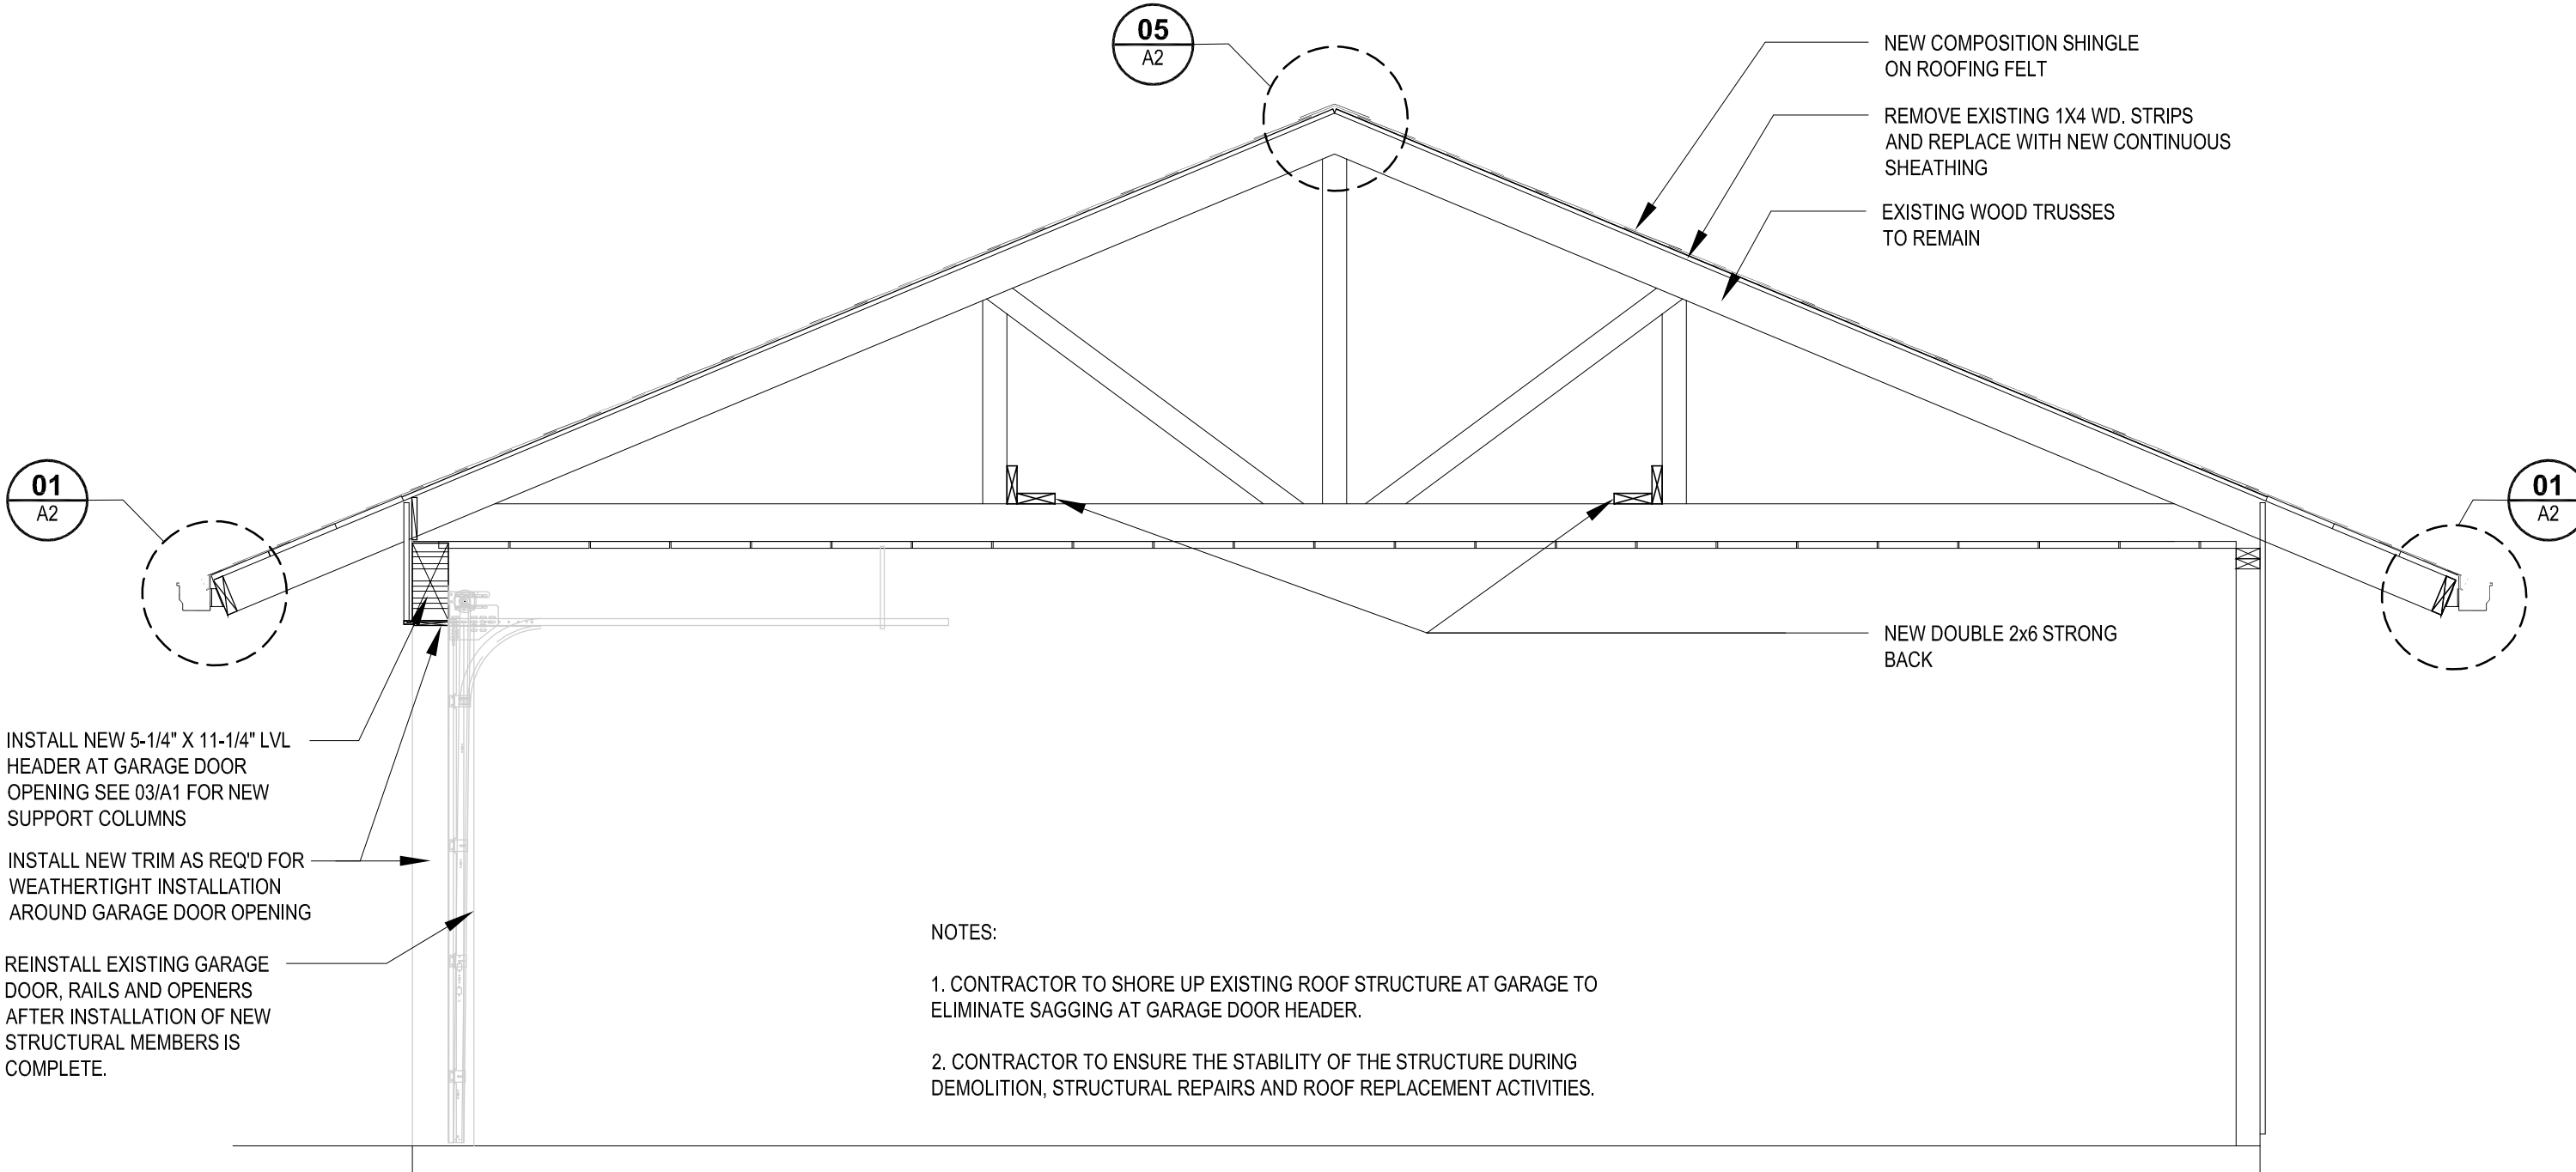 05
A2
NEW COMPOSITION SHINGLE
ON ROOFING FELT
REMOVE EXISTING 1X4 WD. STRIPS
AND REPLACE WITH NEW CONTINUOUS
SHEATHING
EXISTING WOOD TRUSSES
TO REMAIN
01
A2
01
A2
NEW DOUBLE 2x6 STRONG
BACK
INSTALL NEW 5-1/4" X 11-1/4" LVL
HEADER AT GARAGE DOOR
OPENING SEE 03/A1 FOR NEW
SUPPORT COLUMNS
INSTALL NEW TRIM AS REQ'D FOR
WEATHERTIGHT INSTALLATION
AROUND GARAGE DOOR OPENING
REINSTALL EXISTING GARAGE
DOOR, RAILS AND OPENERS
AFTER INSTALLATION OF NEW
STRUCTURAL MEMBERS IS
COMPLETE.
NOTES:
1. CONTRACTOR TO SHORE UP EXISTING ROOF STRUCTURE AT GARAGE TO
ELIMINATE SAGGING AT GARAGE DOOR HEADER.
2. CONTRACTOR TO ENSURE THE STABILITY OF THE STRUCTURE DURING
DEMOLITION, STRUCTURAL REPAIRS AND ROOF REPLACEMENT ACTIVITIES.